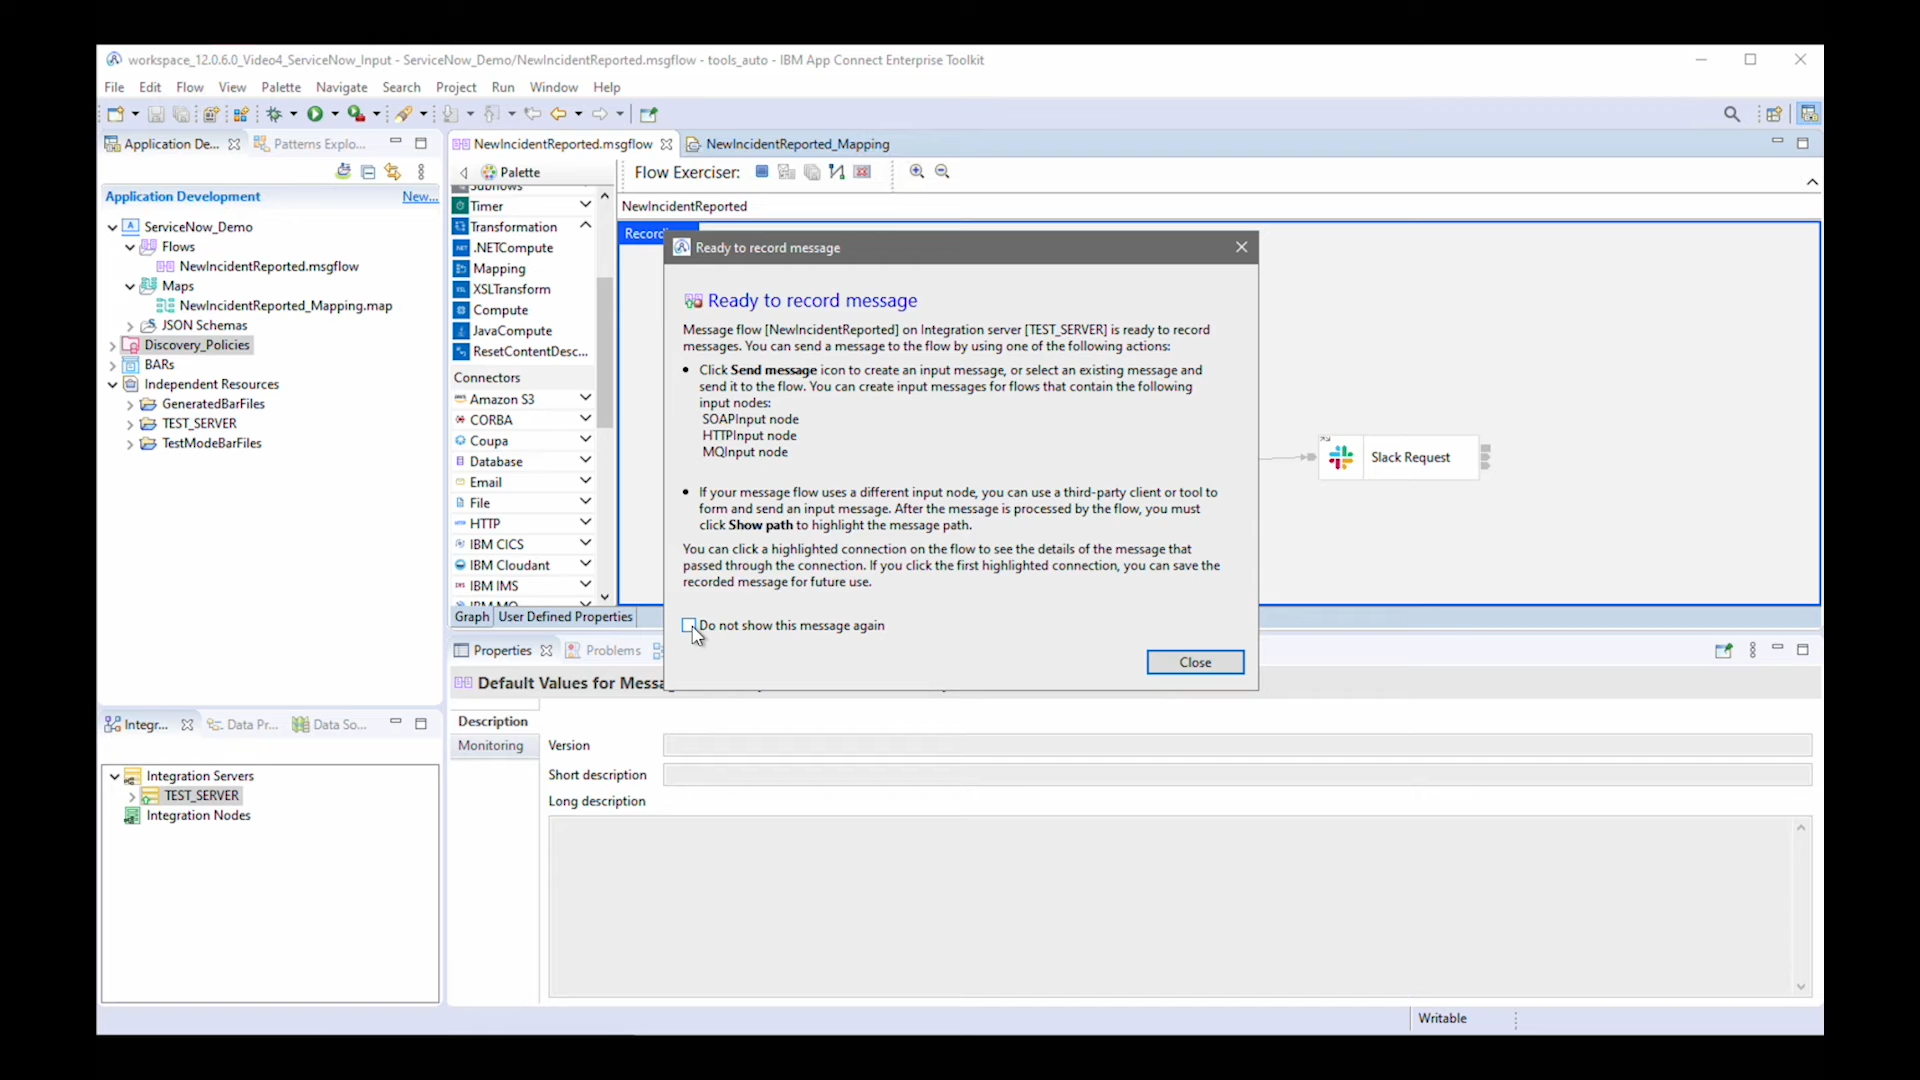 workspace_12.0.6.0_Video4_ServiceNow_Input - ServiceNow_Demo/NewIncidentReported.msgflow - tools_auto - IBM App Connect Enterprise Toolkit
File Edit Flow View Palette Navigate Search Project Run Window Help
Application De... Patterns Explo...
Application Development New...
ServiceNow_Demo
Flows
NewIncidentReported.msgflow
Maps
NewIncidentReported_Mapping.map
JSON Schemas
Discovery_Policies
BARs
Independent Resources
GeneratedBarFiles
TEST_SERVER
TestModeBarFiles
Integr... Data Pr... Data So...
Integration Servers
TEST_SERVER
Integration Nodes
NewIncidentReported.msgflow NewIncidentReported_Mapping
Palette
Subflows
Timer
Transformation
.NETCompute
Mapping
XSLTransform
Compute
JavaCompute
ResetContentDesc...
Connectors
Amazon S3
CORBA
Coupa
Database
Email
File
HTTP
IBM CICS
IBM Cloudant
IBM IMS
IBM MQ
Graph User Defined Properties
Flow Exerciser:
NewIncidentReported
Ready to record message
Ready to record message
Message flow [NewIncidentReported] on Integration server [TEST_SERVER] is ready to record
messages. You can send a message to the flow by using one of the following actions:
• Click Send message icon to create an input message, or select an existing message and
send it to the flow. You can create input messages for flows that contain the following
input nodes:
SOAPInput node
HTTPInput node
MQInput node
• If your message flow uses a different input node, you can use a third-party client or tool to
form and send an input message. After the message is processed by the flow, you must
click Show path to highlight the message path.
You can click a highlighted connection on the flow to see the details of the message that
passed through the connection. If you click the first highlighted connection, you can save the
recorded message for future use.
Do not show this message again
Close
Slack Request
Properties Problems
Default Values for
Description
Monitoring
Version
Short description
Long description
Writable